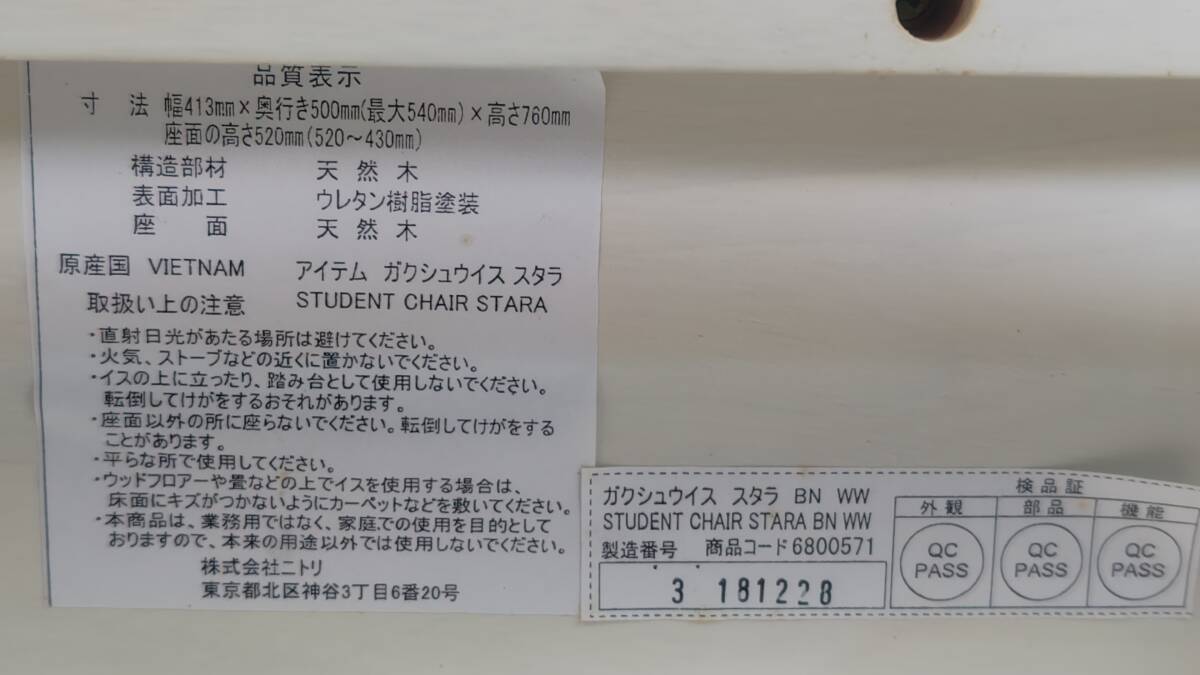 品質表示
寸 法 幅413mm×奥行き500mm(最大540mm)×高さ760mm
座面の高さ520mm(520～430mm)
構造部材 天 然 木
表面加工 ウレタン樹脂塗装
座 面 天 然 木
原産国 VIETNAM アイテム ガクシュウイス スタラ
STUDENT CHAIR STARA
取扱い上の注意
・直射日光があたる場所は避けてください。
・火気、ストーブなどの近くに置かないでください。
・イスの上に立ったり、踏み台として使用しないでください。
転倒してけがをするおそれがあります。
・座面以外の所に座らないでください。転倒してけがをする
ことがあります。
・平らな所で使用してください。
・ウッドフロアーや畳などの上でイスを使用する場合は、
床面にキズがつかないようにカーペットなどを敷いてください。
・本商品は、業務用ではなく、家庭での使用を目的として
おりますので、本来の用途以外では使用しないでください。
株式会社ニトリ
東京都北区神谷3丁目6番20号
ガクシュウイス スタラ BN WW
STUDENT CHAIR STARA BN WW
製造番号 商品コード6800571
3 181228
検品証
外観 部品 機能
QC PASS QC PASS QC PASS